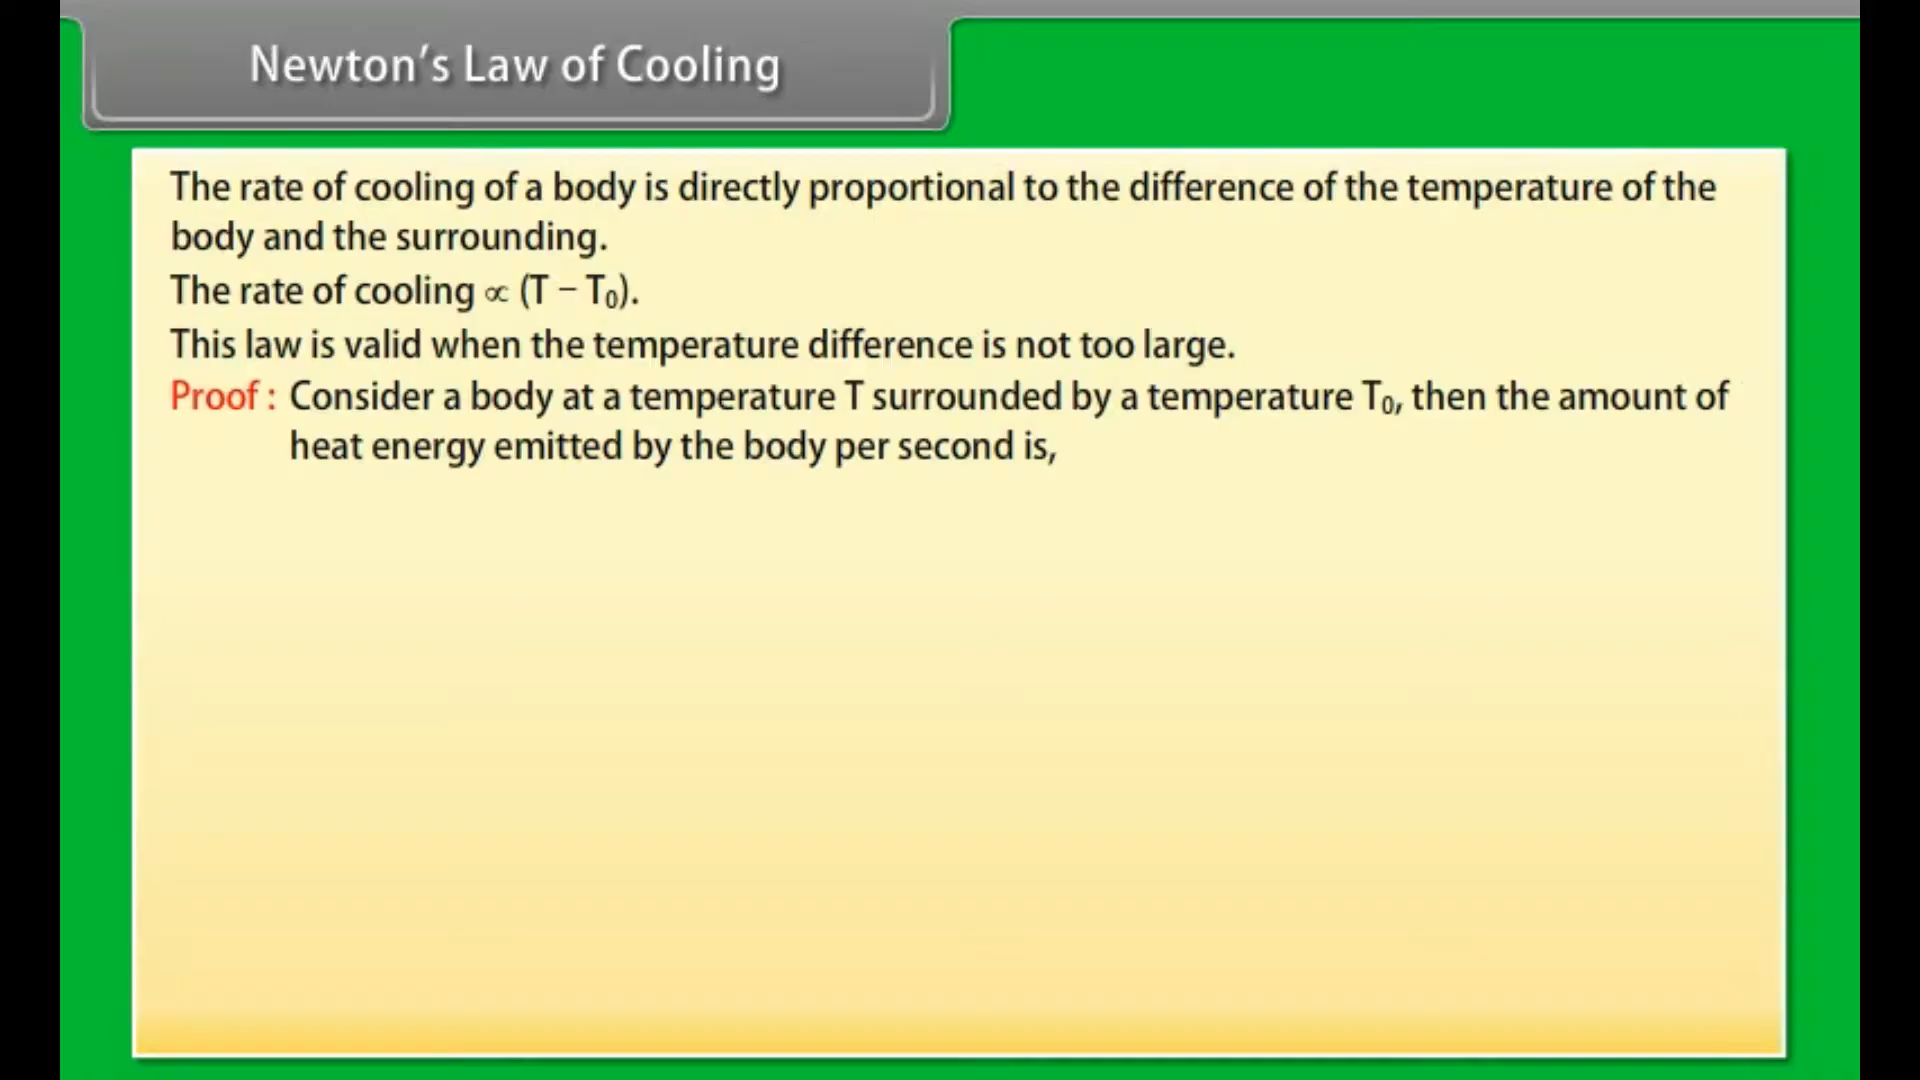 Newton's Law of Cooling
The rate of cooling of a body is directly proportional to the difference of the temperature of the
body and the surrounding.
The rate of cooling ∝ (T − T₀).
This law is valid when the temperature difference is not too large.
Proof : Consider a body at a temperature T surrounded by a temperature T₀, then the amount of
heat energy emitted by the body per second is,